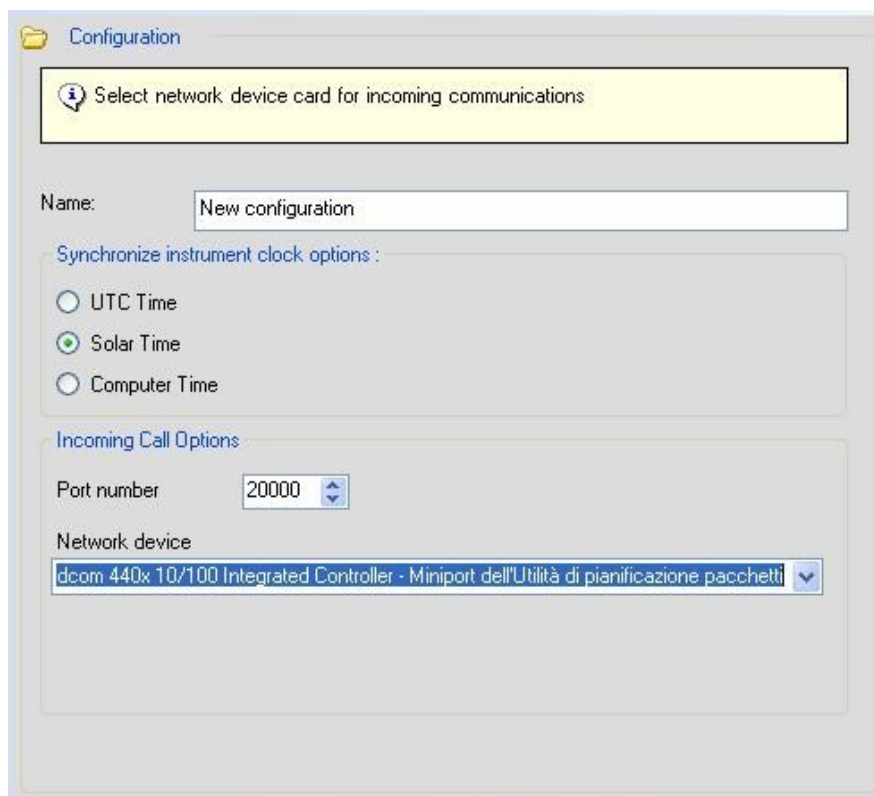 Configuration
Select network device card for incoming communications
Name:
New configuration
Synchronize instrument clock options :
UTC Time
Solar Time
Computer Time
Incoming Call Options
Port number
20000
Network device
dcom 440x 10/100 Integrated Controller - Miniport dell'Utilità di pianificazione pacchetti